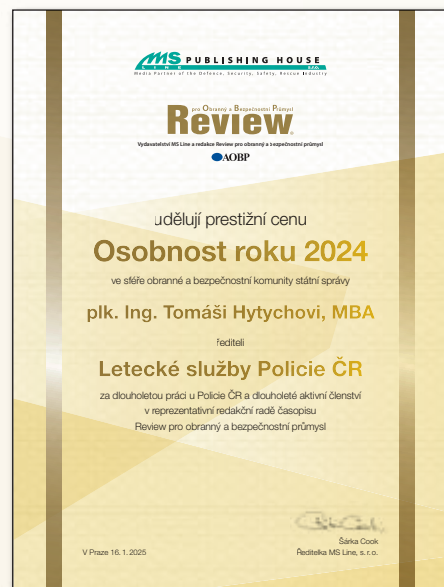 MS PUBLISHING HOUSE
LINE s.r.o.
Media Partner of the Defence, Security, Safety, Rescue Industry
pro Obranný a Bezpečnostní Průmysl
Review
Vydavatelství MS Line a redakce Review pro obranný a bezpečnostní průmysl
AOBP
udělují prestižní cenu
Osobnost roku 2024
ve sféře obranné a bezpečnostní komunity státní správy
plk. Ing. Tomáši Hytychovi, MBA
řediteli
Letecké služby Policie ČR
za dlouholetou práci u Policie ČR a dlouholeté aktivní členství
v reprezentativní redakční radě časopisu
Review pro obranný a bezpečnostní průmysl
Šárka Cook
V Praze 16. 1. 2025 Ředitelka MS Line, s. r. o.